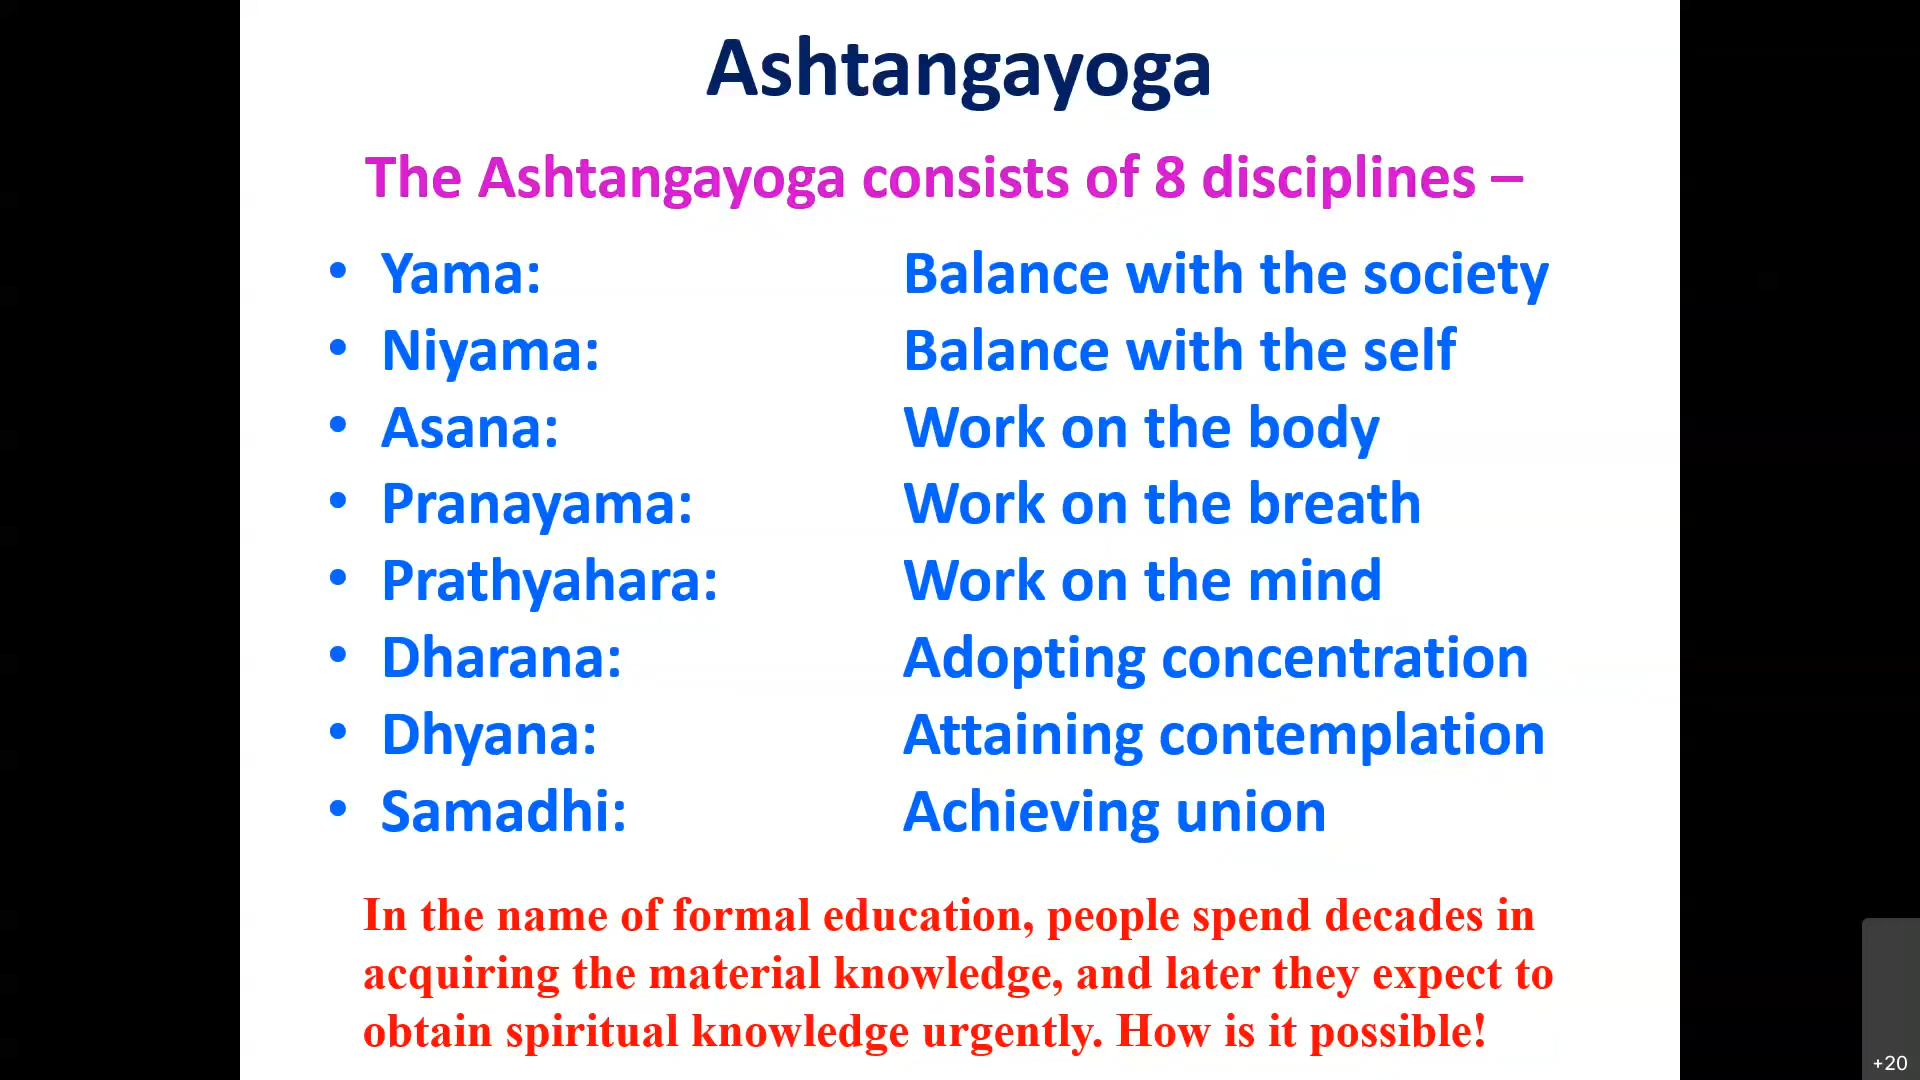 Ashtangayoga
The Ashtangayoga consists of 8 disciplines –
• Yama: Balance with the society
• Niyama: Balance with the self
• Asana: Work on the body
• Pranayama: Work on the breath
• Prathyahara: Work on the mind
• Dharana: Adopting concentration
• Dhyana: Attaining contemplation
• Samadhi: Achieving union
In the name of formal education, people spend decades in
acquiring the material knowledge, and later they expect to
obtain spiritual knowledge urgently. How is it possible!
+20